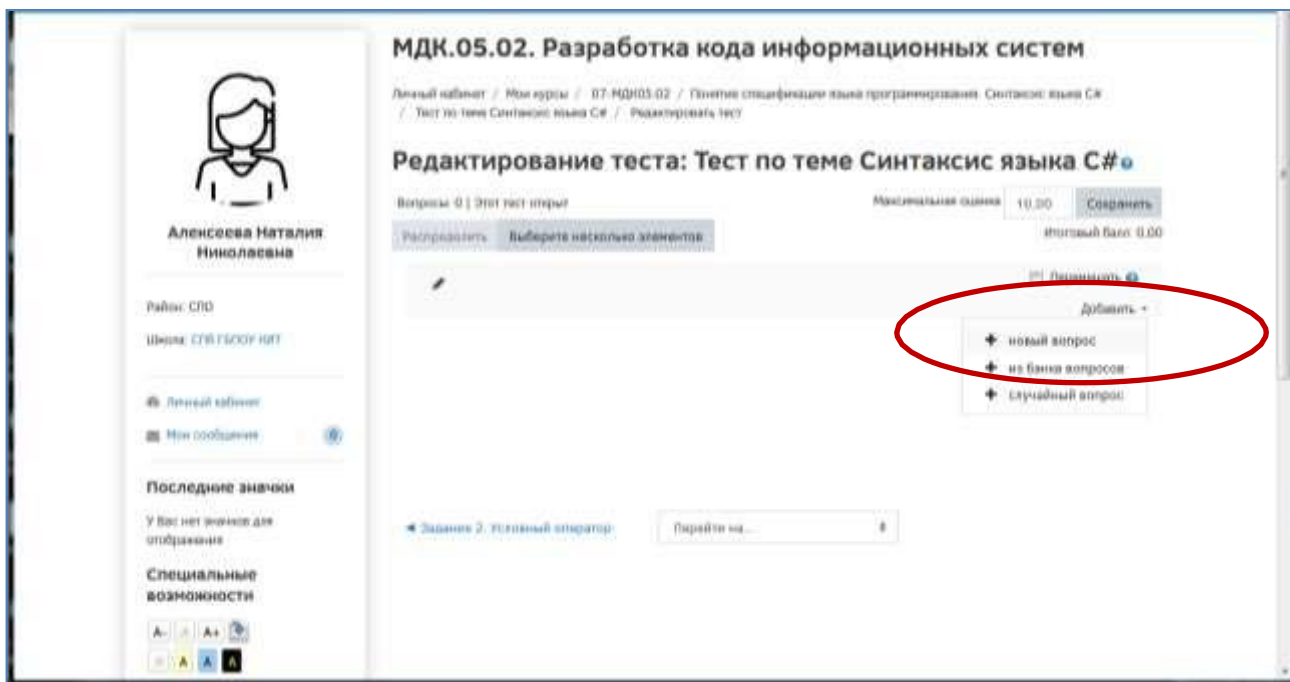 МДК.05.02. Разработка кода информационных систем
Личный кабинет / Мои курсы / 07-МДК05.02 / Понятие спецификации языка программирования. Синтаксис языка C#
/ Тест по теме Синтаксис языка C# / Редактировать тест
Редактирование теста: Тест по теме Синтаксис языка C#
Вопросы: 0 | Этот тест открыт
Максимальная оценка 10,00 Сохранить
Распределить Выберите несколько элементов
Итоговый балл: 0,00
Перемешать
Добавить
новый вопрос
из банка вопросов
случайный вопрос
Задание 2. Условный оператор
Перейти на...
Алексеева Наталия
Николаевна
Район: СПО
Школа:
Личный кабинет
Мои сообщения 0
Последние значки
У Вас нет значков для
отображения
Специальные
возможности
A- A+
A A A